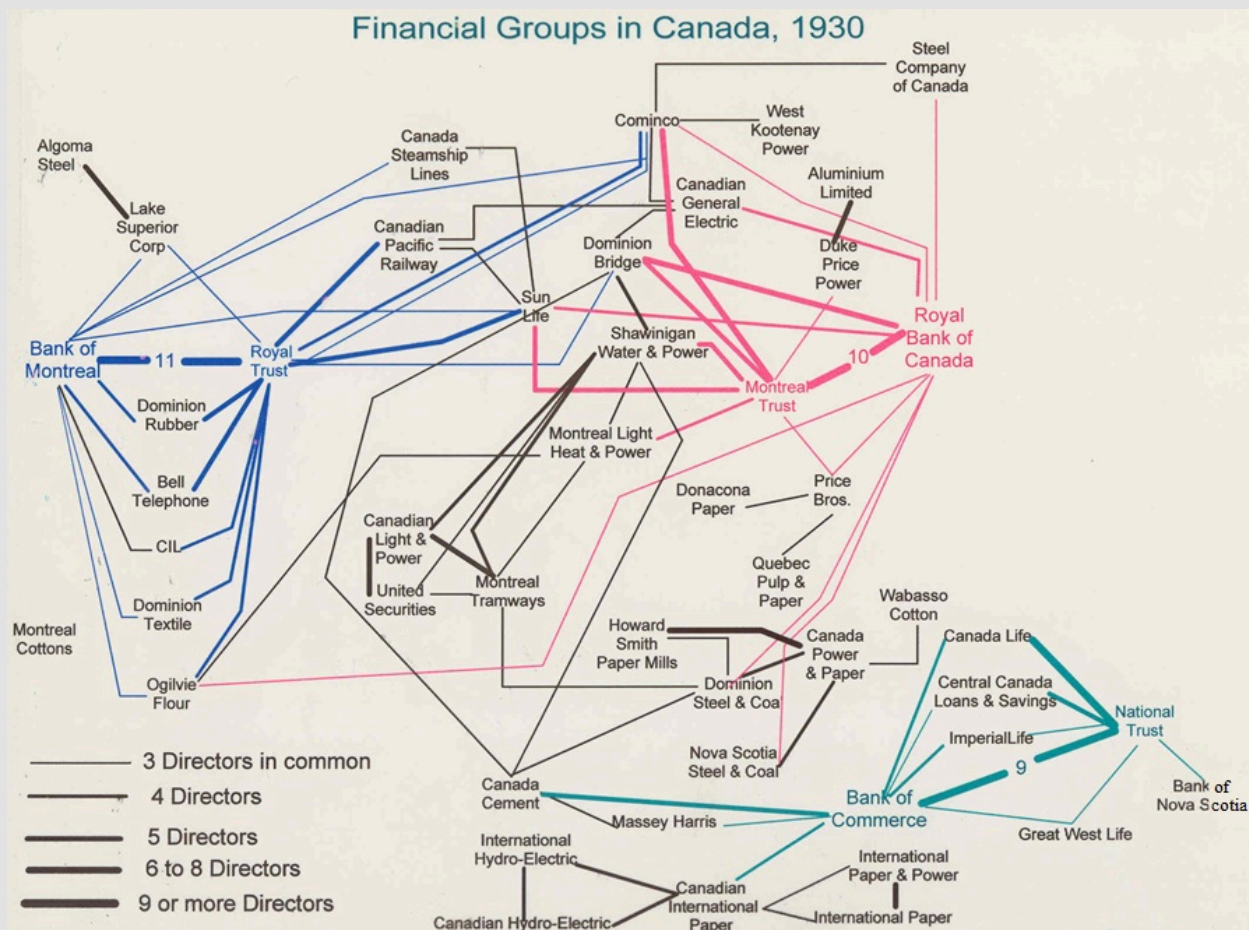 Financial Groups in Canada, 1930
Steel
Company
of Canada
Cominco
West
Kootenay
Power
Algoma
Steel
Canada
Steamship
Lines
Aluminium
Limited
Canadian
General
Electric
Lake
Superior
Corp
Canadian
Pacific
Railway
Dominion
Bridge
Duke
Price
Power
Sun
Life
Royal
Bank of
Canada
Shawinigan
Water & Power
Bank of
Montreal
11
Royal
Trust
10
Montreal
Trust
Dominion
Rubber
Montreal Light
Heat & Power
Bell
Telephone
Donacona
Paper
Price
Bros.
Canadian
Light &
Power
CIL
Quebec
Pulp &
Paper
United
Securities
Montreal
Tramways
Dominion
Textile
Wabasso
Cotton
Montreal
Cottons
Howard
Smith
Paper Mills
Canada
Power
& Paper
Canada Life
Ogilvie
Flour
Dominion
Steel & Coal
Central Canada
Loans & Savings
National
Trust
ImperialLife
Nova Scotia
Steel & Coal
9
Bank of
Nova Scotia
Canada
Cement
Bank of
Commerce
Massey Harris
Great West Life
3 Directors in common
4 Directors
5 Directors
6 to 8 Directors
9 or more Directors
International
Hydro-Electric
International
Paper & Power
Canadian
International
Paper
Canadian Hydro-Electric
International Paper